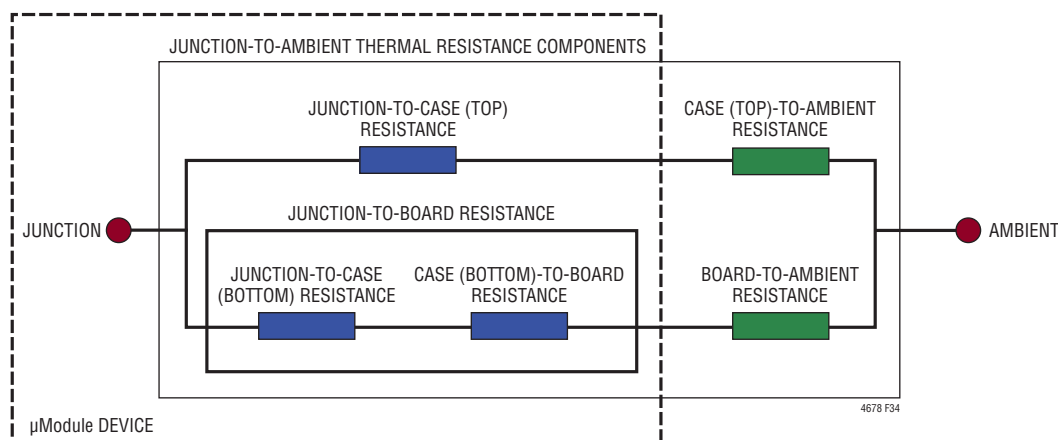 JUNCTION-TO-AMBIENT THERMAL RESISTANCE COMPONENTS
JUNCTION-TO-CASE (TOP)
RESISTANCE
CASE (TOP)-TO-AMBIENT
RESISTANCE
JUNCTION
JUNCTION-TO-BOARD RESISTANCE
AMBIENT
JUNCTION-TO-CASE
(BOTTOM) RESISTANCE
CASE (BOTTOM)-TO-BOARD
RESISTANCE
BOARD-TO-AMBIENT
RESISTANCE
4678 F34
µModule DEVICE